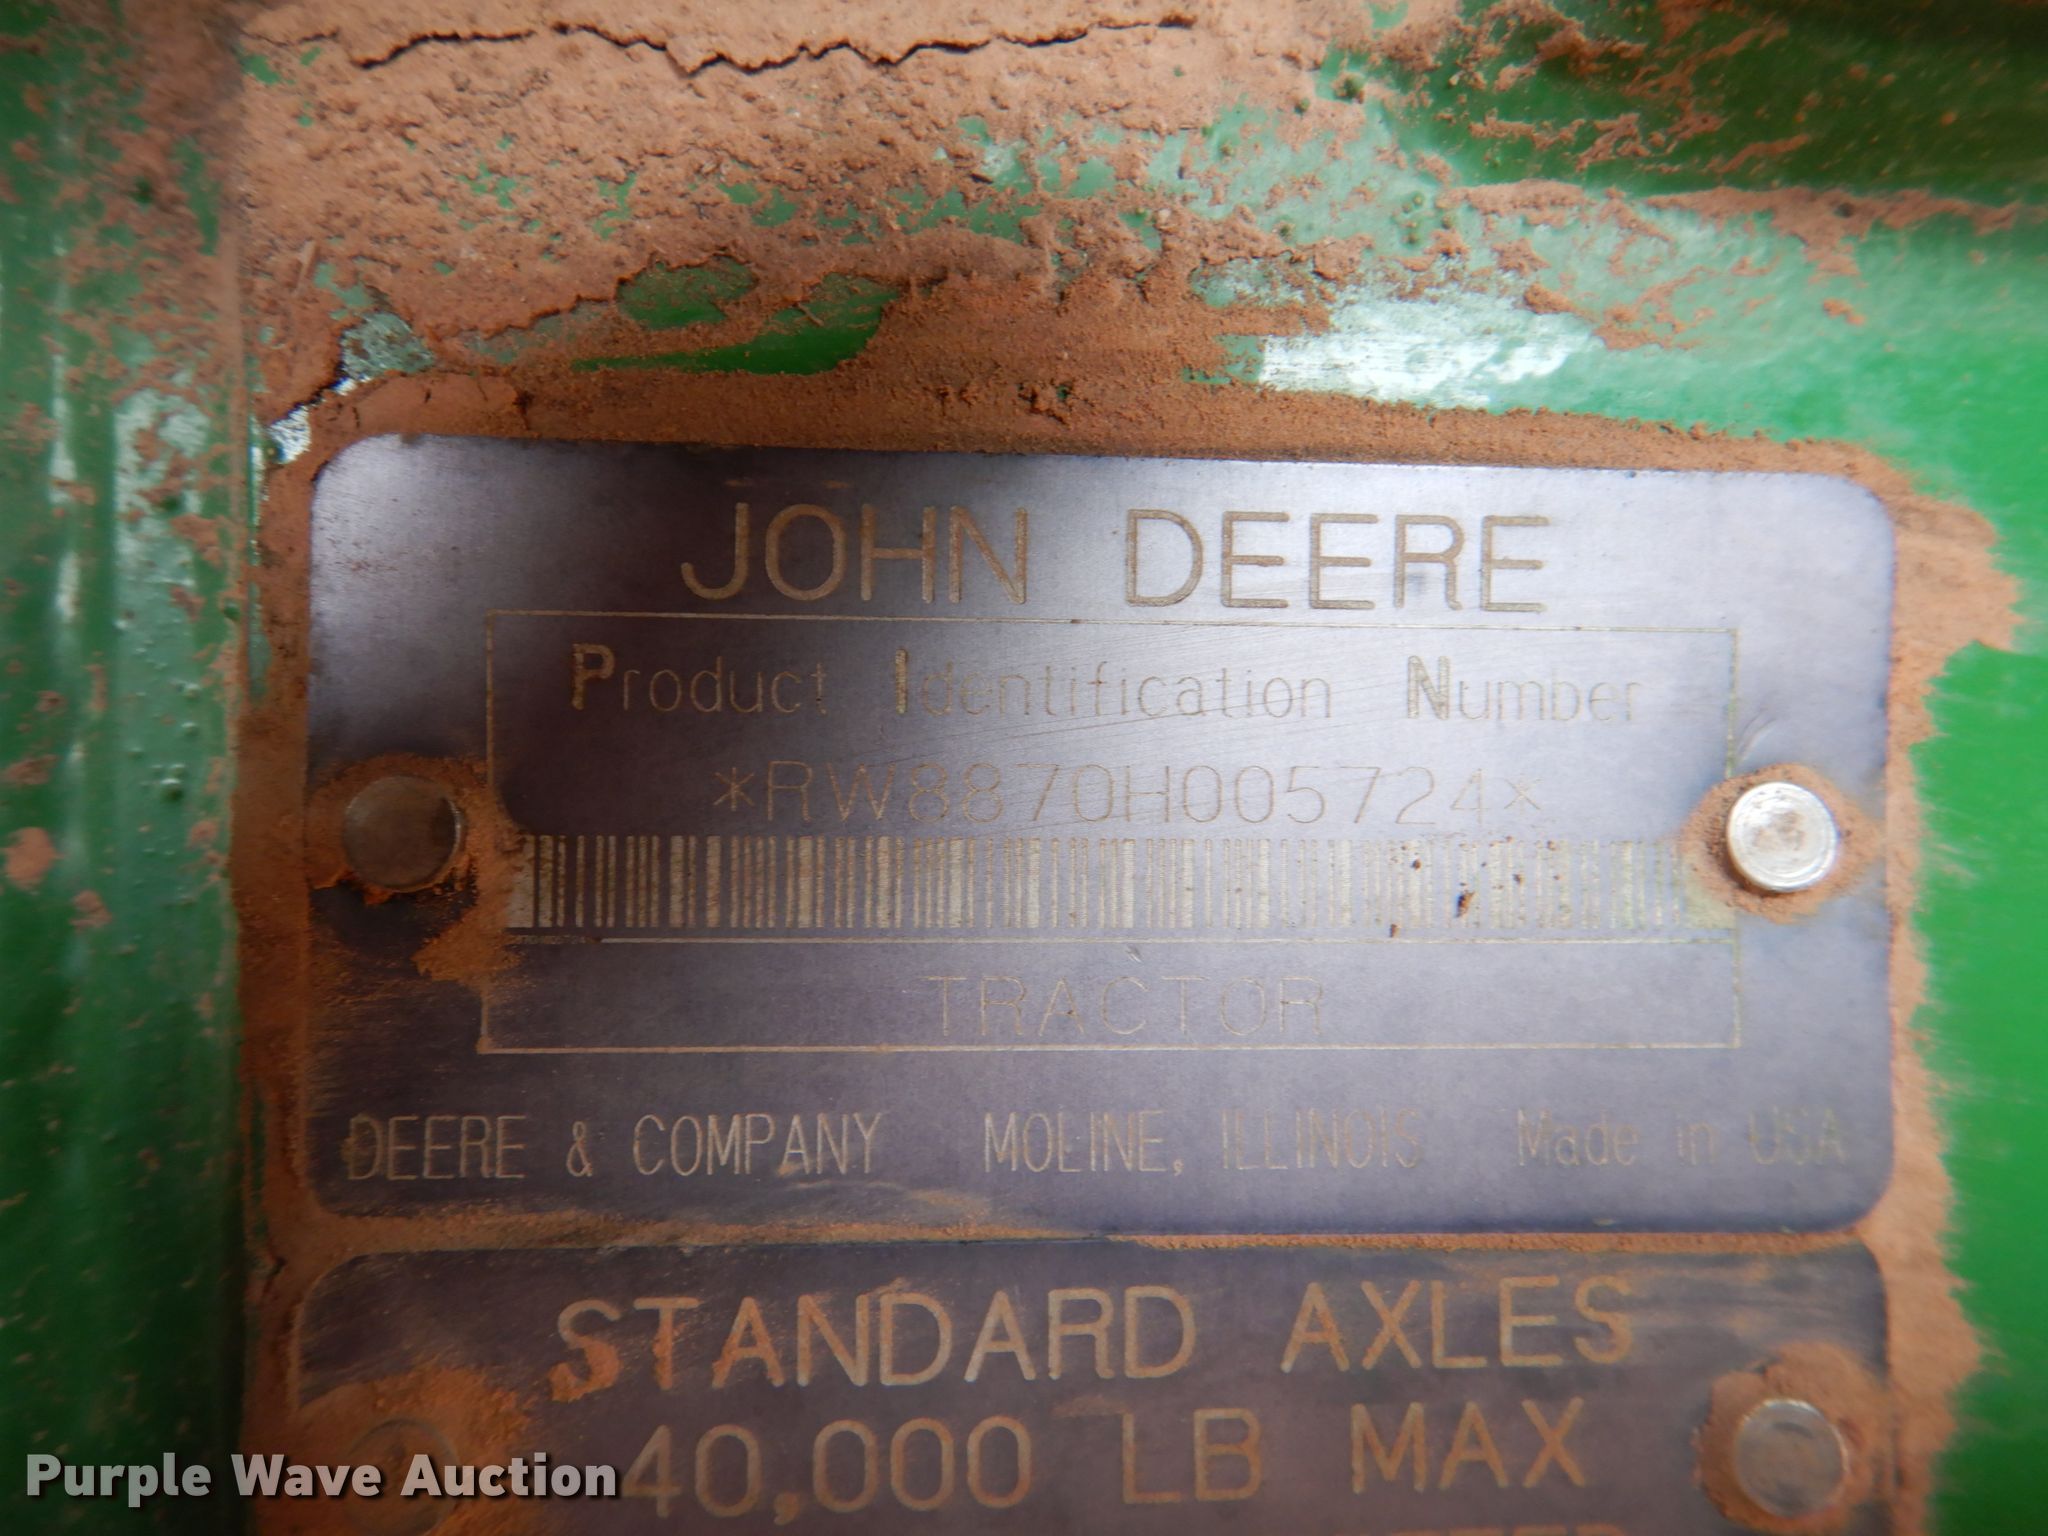 JOHN DEERE
Product Identification Number
*RW8870H005724*
TRACTOR
DEERE & COMPANY MOLINE, ILLINOIS Made in USA
STANDARD AXLES
40,000 LB MAX
Purple Wave Auction